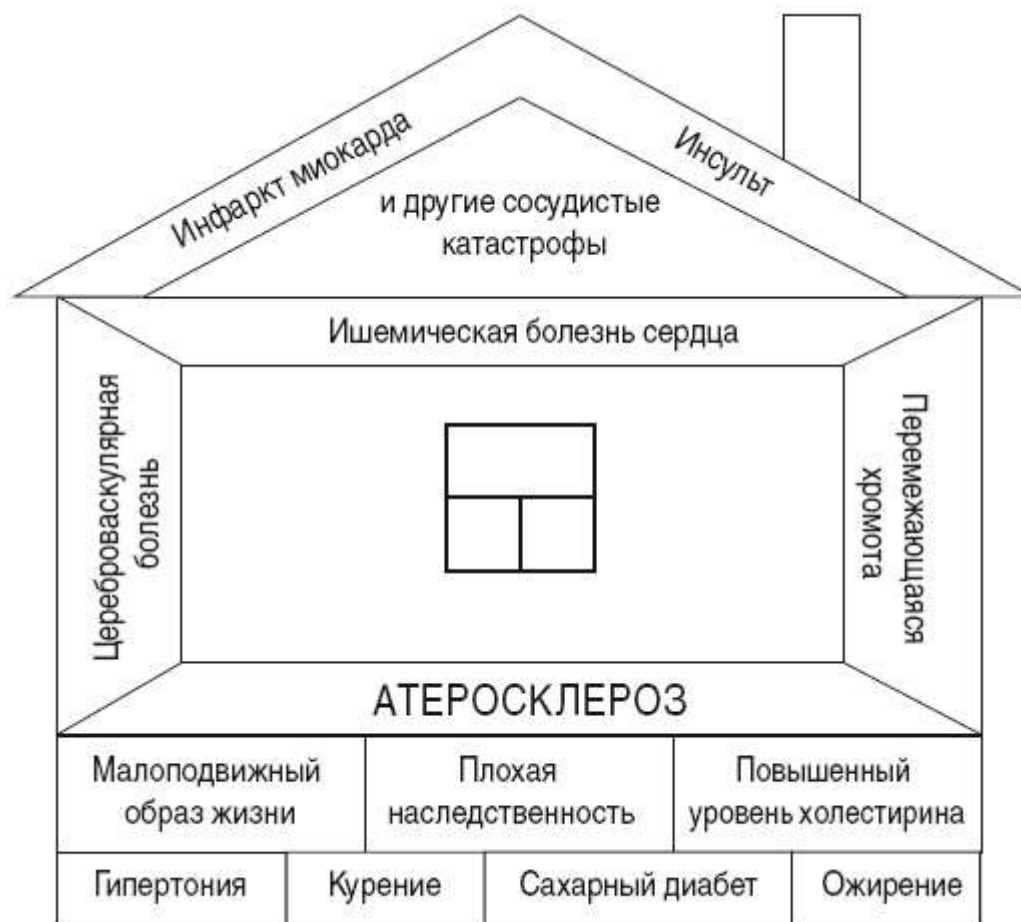 Инфаркт миокарда
Инсульт
и другие сосудистые
катастрофы
Ишемическая болезнь сердца
Цереброваскулярная
болезнь
Перемежающаяся
хромота
АТЕРОСКЛЕРОЗ
Малоподвижный
образ жизни
Плохая
наследственность
Повышенный
уровень холестирина
Гипертония
Курение
Сахарный диабет
Ожирение